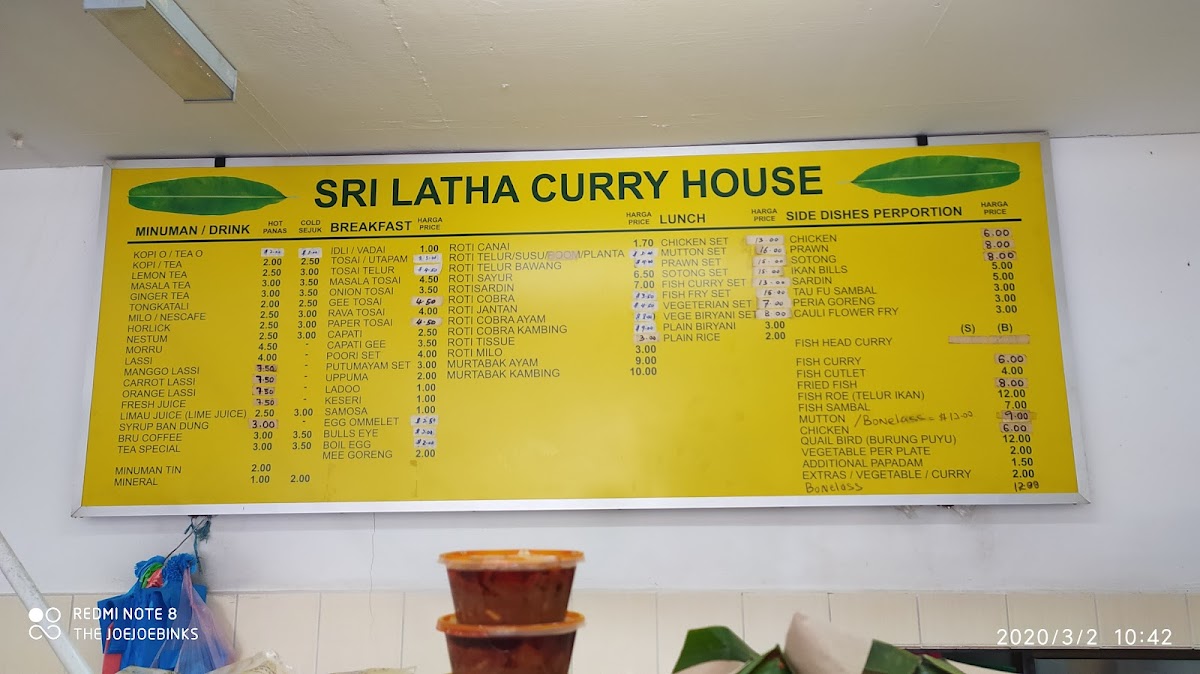 SRI LATHA CURRY HOUSE
MINUMAN / DRINK HOT PANAS COLD SEJUK
KOPI O / TEA O
KOPI / TEA 2.00 2.50
LEMON TEA 2.50 3.00
MASALA TEA 3.00 3.50
GINGER TEA 3.00 3.50
TONGKATALI 2.00 2.50
MILO / NESCAFE 2.50 3.00
HORLICK 2.50 3.00
NESTUM 2.50 3.00
MORRU 4.50 -
LASSI 4.00 -
MANGGO LASSI 7.50 -
CARROT LASSI 7.50 -
ORANGE LASSI 7.50 -
FRESH JUICE 7.50 -
LIMAU JUICE (LIME JUICE) 2.50 3.00
SYRUP BAN DUNG 3.00 -
BRU COFFEE 3.00 3.50
TEA SPECIAL 3.00 3.50
MINUMAN TIN 2.00
MINERAL 1.00 2.00
BREAKFAST HARGA PRICE
IDLI / VADAI 1.00
TOSAI / UTAPAM
TOSAI TELUR
MASALA TOSAI 4.50
ONION TOSAI 3.50
GEE TOSAI 4.50
RAVA TOSAI 4.00
PAPER TOSAI 4.50
CAPATI 2.50
CAPATI GEE 3.50
POORI SET 4.00
PUTUMAYAM SET 3.00
UPPUMA 2.00
LADOO 1.00
KESERI 1.00
SAMOSA 1.00
EGG OMMELET
BULLS EYE
BOIL EGG
MEE GORENG 2.00
HARGA PRICE
ROTI CANAI 1.70
ROTI TELUR/SUSU/BOOM/PLANTA
ROTI TELUR BAWANG
ROTI SAYUR 6.50
ROTISARDIN 7.00
ROTI COBRA
ROTI JANTAN
ROTI COBRA AYAM
ROTI COBRA KAMBING
ROTI TISSUE 3.00
ROTI MILO 3.00
MURTABAK AYAM 9.00
MURTABAK KAMBING 10.00
LUNCH HARGA PRICE
CHICKEN SET 13.00
MUTTON SET 16.00
PRAWN SET 16.00
SOTONG SET 16.00
FISH CURRY SET 13.00
FISH FRY SET 15.00
VEGETERIAN SET 7.00
VEGE BIRYANI SET 8.00
PLAIN BIRYANI 3.00
PLAIN RICE 2.00
SIDE DISHES PERPORTION HARGA PRICE
CHICKEN 6.00
PRAWN 8.00
SOTONG 8.00
IKAN BILLS 5.00
SARDIN 5.00
TAU FU SAMBAL 3.00
PERIA GORENG 3.00
CAULI FLOWER FRY 3.00
(S) (B)
FISH HEAD CURRY
FISH CURRY 6.00
FISH CUTLET 4.00
FRIED FISH 8.00
FISH ROE (TELUR IKAN) 12.00
FISH SAMBAL 7.00
MUTTON / Bonelass = $13.00 9.00
CHICKEN 6.00
QUAIL BIRD (BURUNG PUYU) 12.00
VEGETABLE PER PLATE 2.00
ADDITIONAL PAPADAM 1.50
EXTRAS / VEGETABLE / CURRY 2.00
Bonelass
REDMI NOTE 8
THE JOEJOEBINKS
2020/3/2 10:42